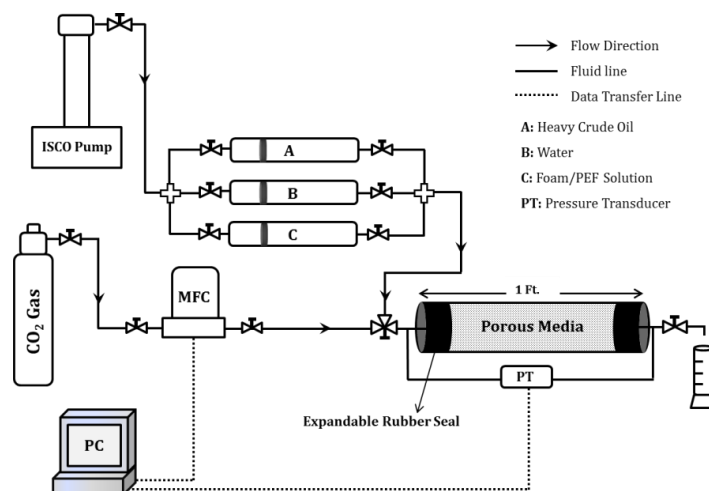 Flow Direction
Fluid line
Data Transfer Line
A: Heavy Crude Oil
B: Water
C: Foam/PEF Solution
PT: Pressure Transducer
ISCO Pump
A
B
C
CO₂ Gas
MFC
1 Ft.
Porous Media
PT
Expandable Rubber Seal
PC